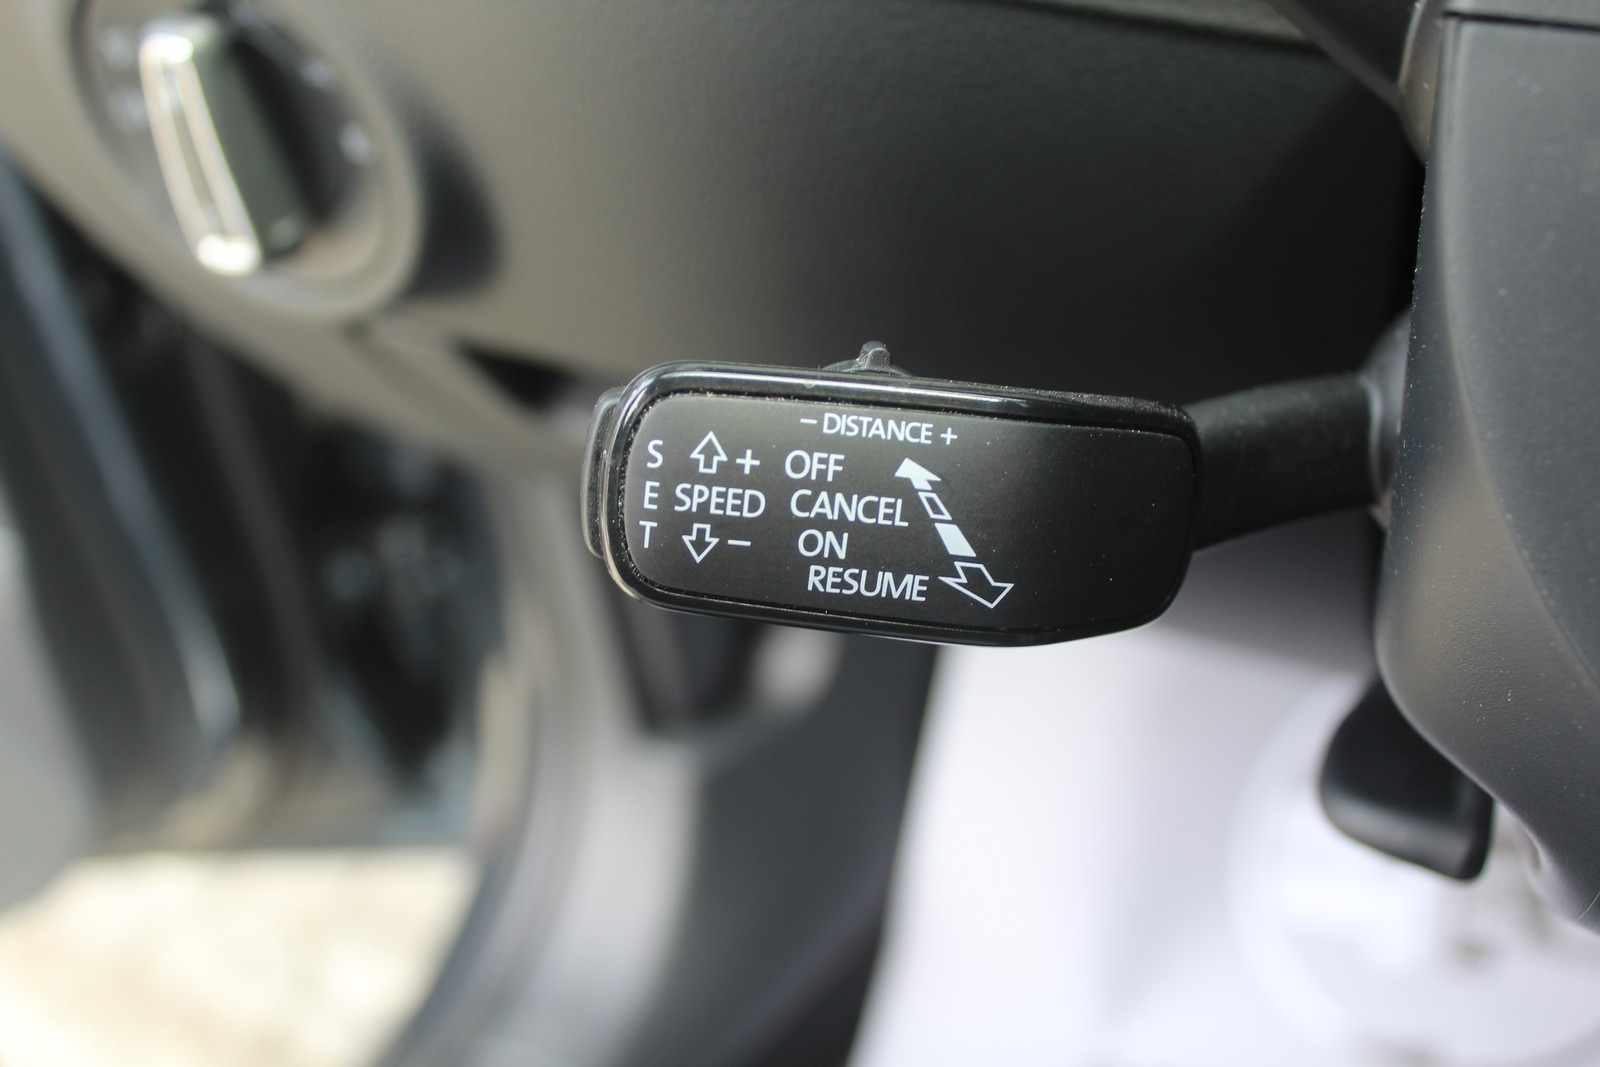 – DISTANCE +
S + OFF
E SPEED CANCEL
T – ON
RESUME